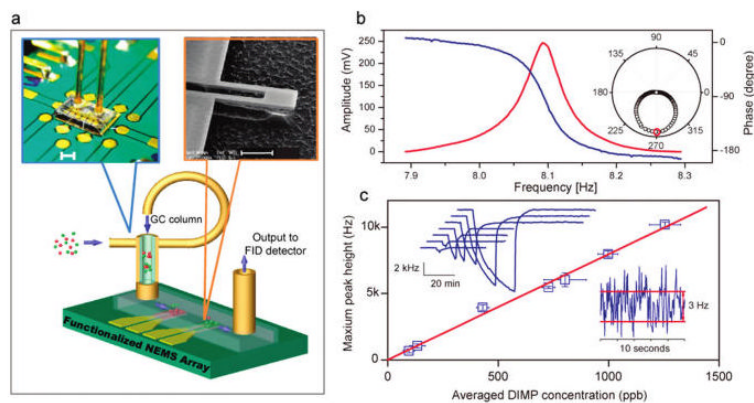 a
GC column
Output to
FID detector
Functionalized NEMS Array
b
250
200
150
100
50
0
Amplitude (mV)
0
-90
-180
Phase (degree)
7.9
8.0
8.1
8.2
8.3
Frequency [Hz]
90
135
45
180
0
225
315
270
c
10k
5k
0
Maxium peak height (Hz)
2 kHz
20 min
3 Hz
10 seconds
0
500
1000
1500
Averaged DIMP concentration (ppb)